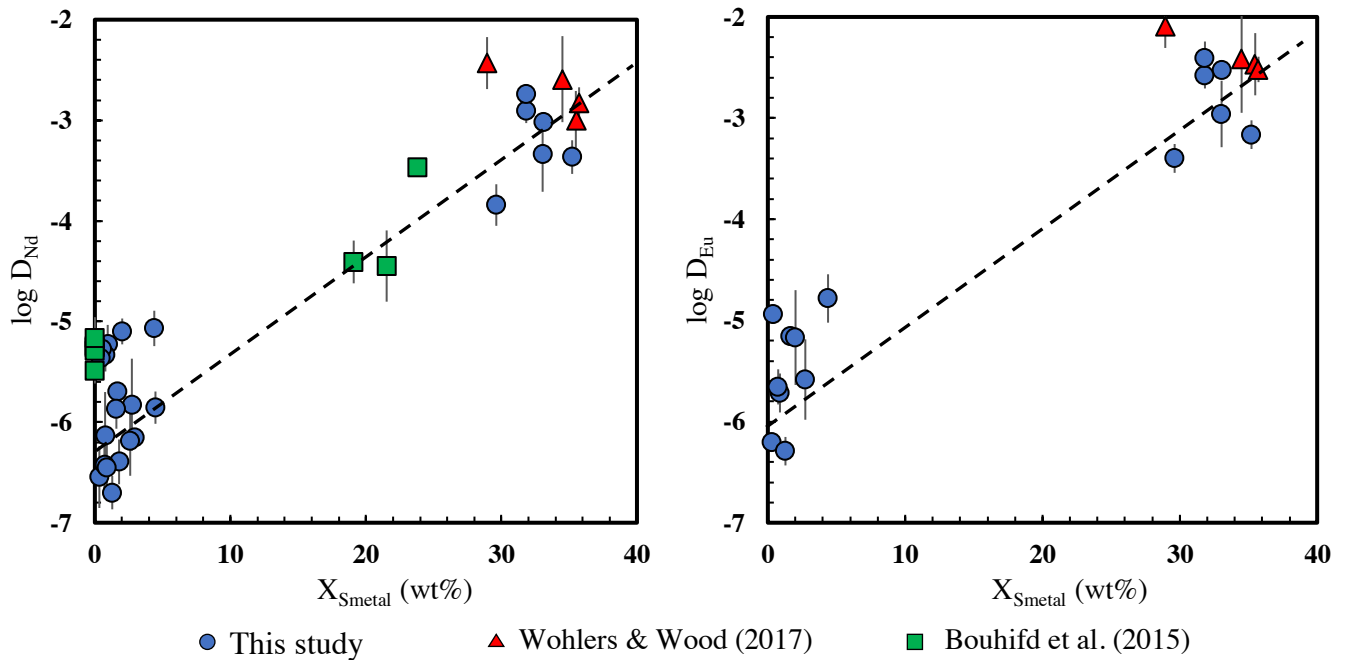 -2
-3
-4
-5
-6
-7
log D_Nd
0 10 20 30 40
X_Smetal (wt%)
-2
-3
-4
-5
-6
-7
log D_Eu
0 10 20 30 40
X_Smetal (wt%)
This study Wohlers & Wood (2017) Bouhifd et al. (2015)